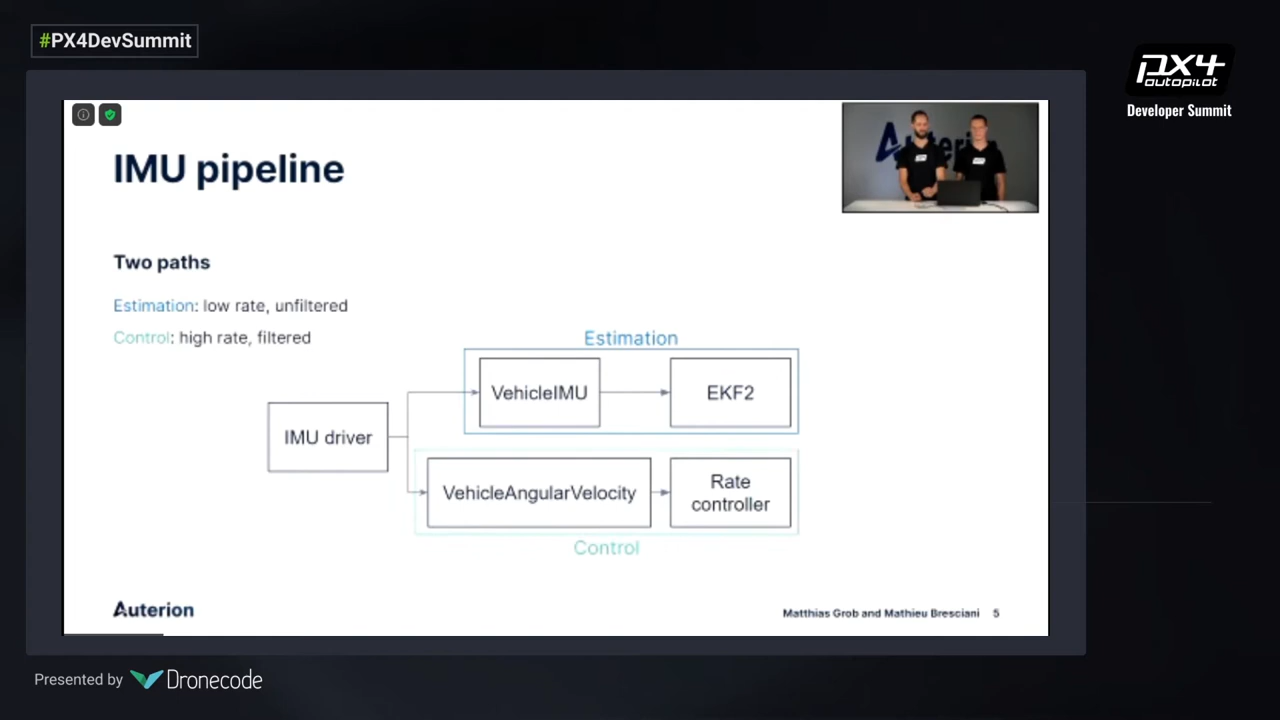 #PX4DevSummit
px4
autopilot
Developer Summit
IMU pipeline
Auterion
Two paths
Estimation: low rate, unfiltered
Control: high rate, filtered
Estimation
VehicleIMU
EKF2
IMU driver
VehicleAngularVelocity
Rate
controller
Control
Auterion
Matthias Grob and Mathieu Bresciani 5
Presented by Dronecode